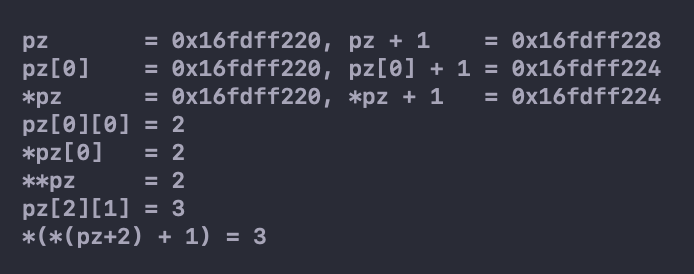 pz       = 0x16fdff220, pz + 1    = 0x16fdff228
pz[0]    = 0x16fdff220, pz[0] + 1 = 0x16fdff224
*pz      = 0x16fdff220, *pz + 1   = 0x16fdff224
pz[0][0] = 2
*pz[0]   = 2
**pz     = 2
pz[2][1] = 3
*(*(pz+2) + 1) = 3